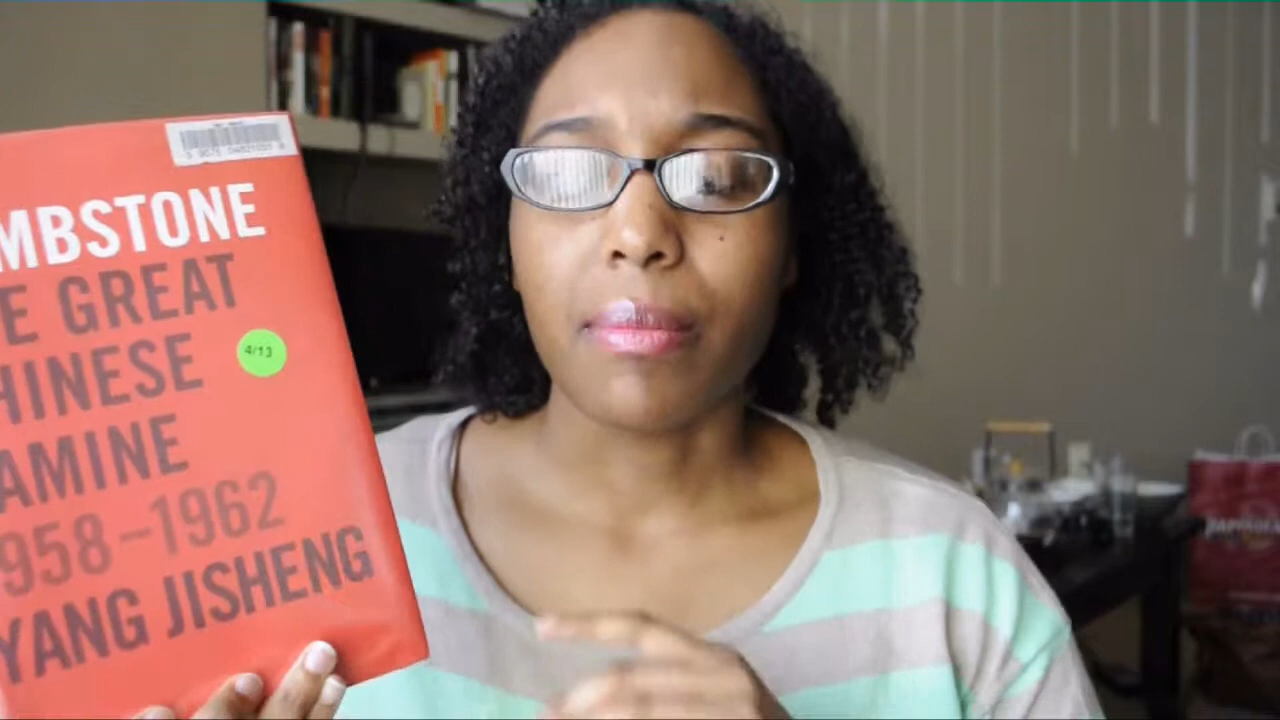 MBSTONE
E GREAT
HINESE
AMINE
958–1962
YANG JISHENG
4/13